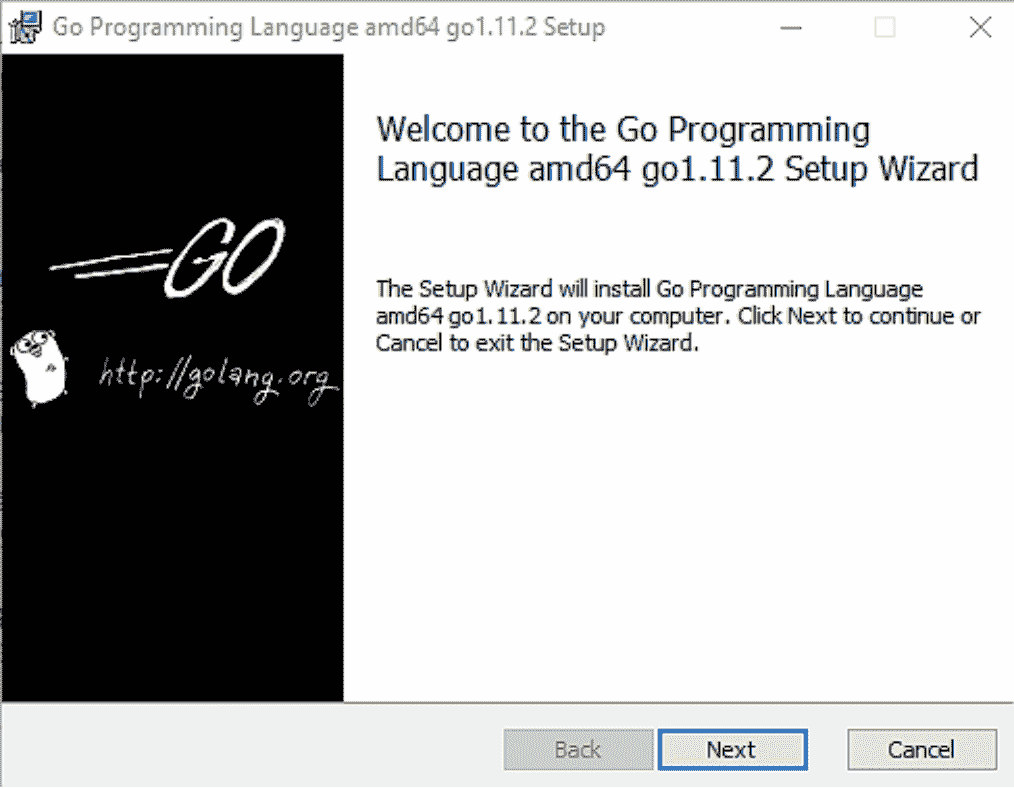 Go Programming Language amd64 go1.11.2 Setup
Welcome to the Go Programming
Language amd64 go1.11.2 Setup Wizard
GO
http://golang.org
The Setup Wizard will install Go Programming Language
amd64 go1.11.2 on your computer. Click Next to continue or
Cancel to exit the Setup Wizard.
Back
Next
Cancel